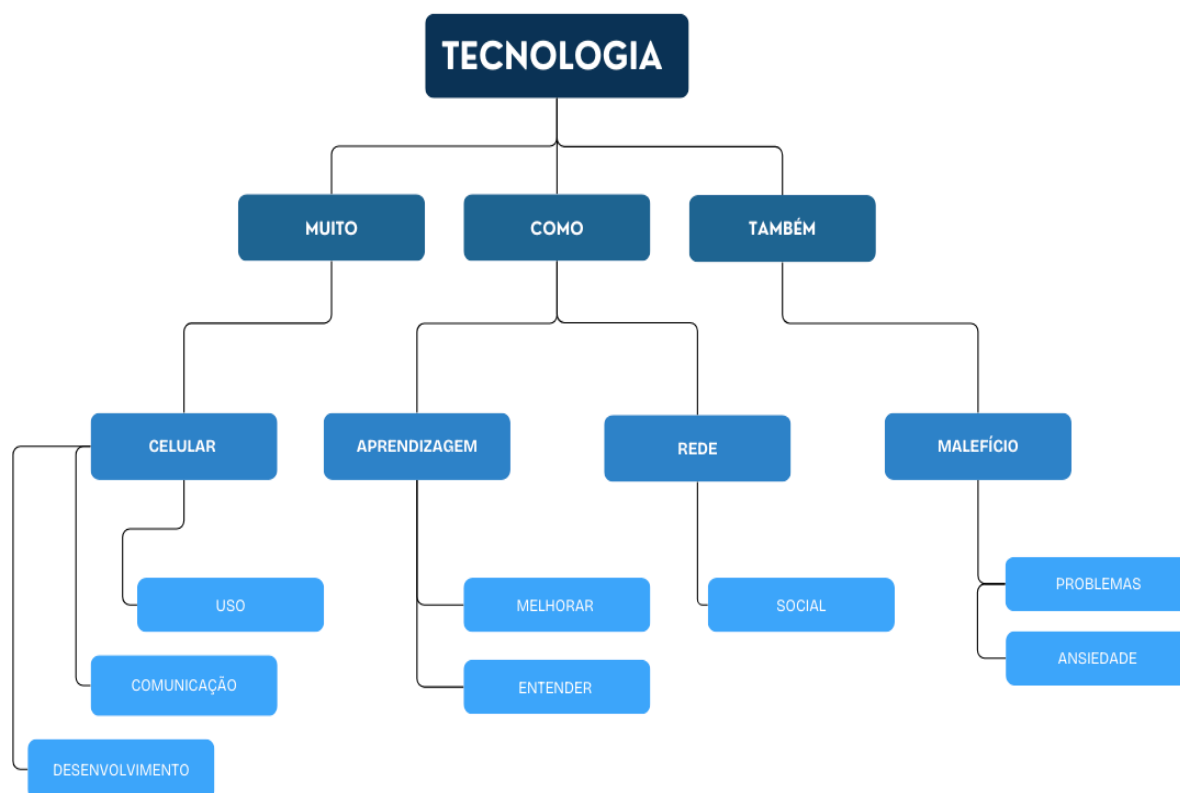 TECNOLOGIA
MUITO
COMO
TAMBÉM
CELULAR
APRENDIZAGEM
REDE
MALEFÍCIO
USO
MELHORAR
SOCIAL
PROBLEMAS
COMUNICAÇÃO
ENTENDER
ANSIEDADE
DESENVOLVIMENTO